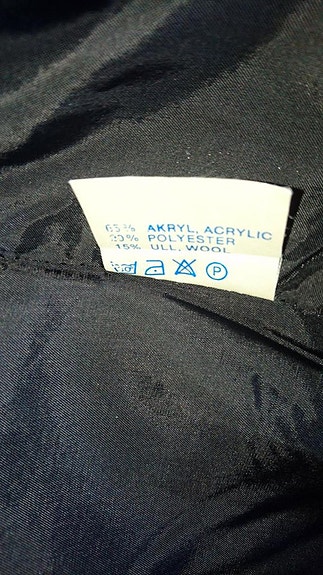 65% AKRYL, ACRYLIC
20% POLYESTER
15% ULL, WOOL
P